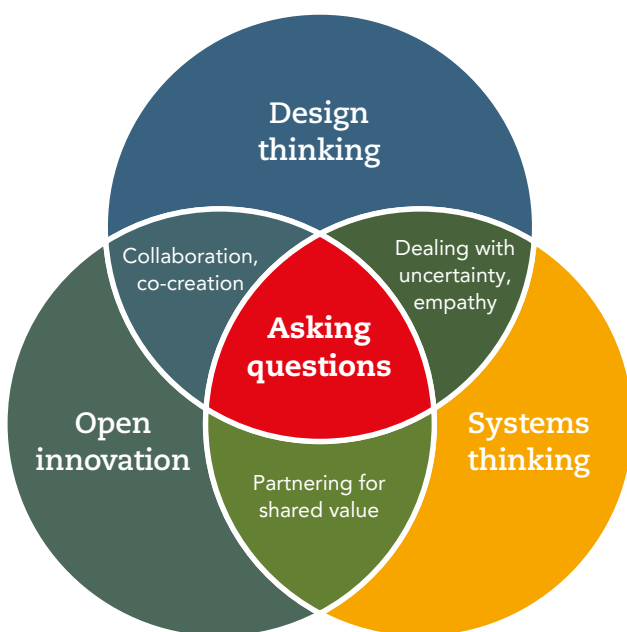 Design
thinking
Collaboration,
co-creation
Dealing with
uncertainty,
empathy
Asking
questions
Open
innovation
Systems
thinking
Partnering for
shared value